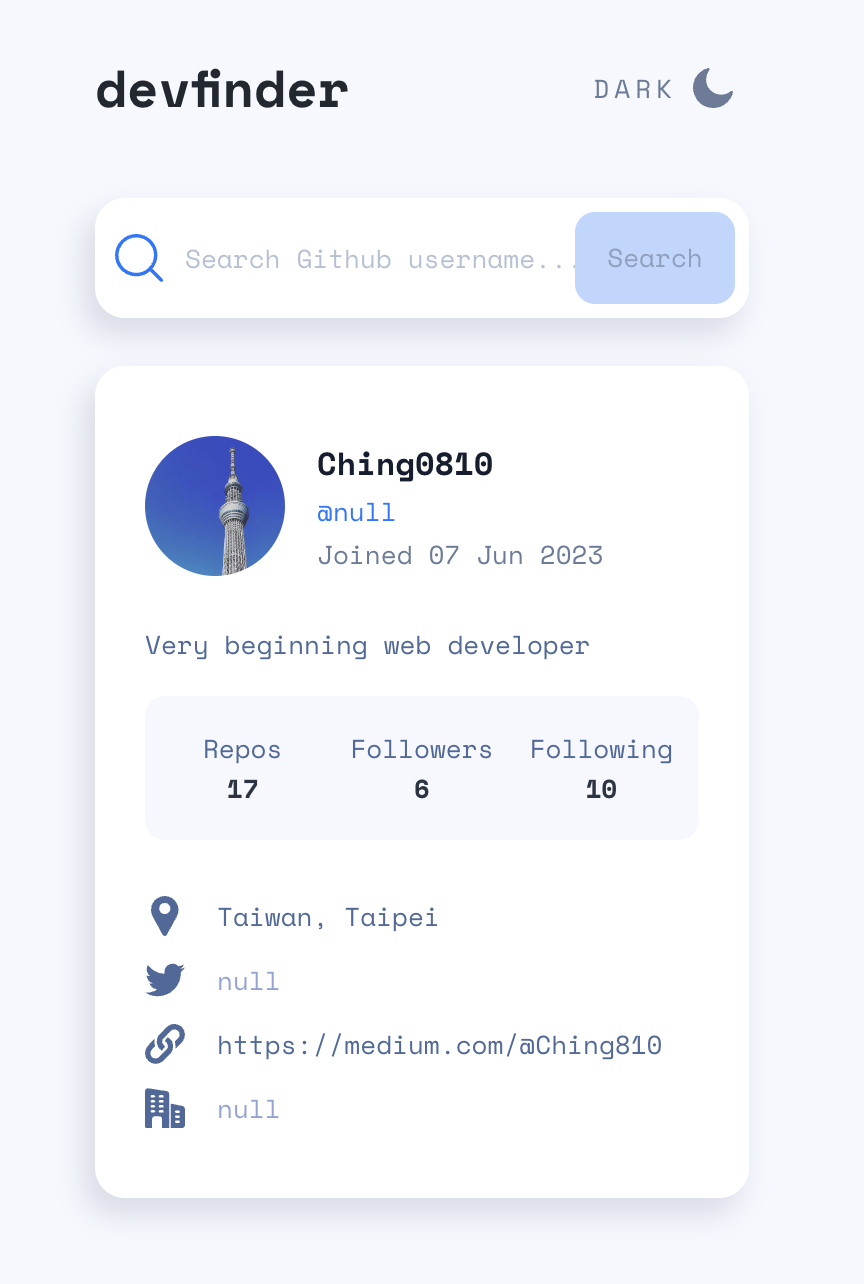 devfinder
DARK
Search Github username...
Search
Ching0810
@null
Joined 07 Jun 2023
Very beginning web developer
Repos Followers Following
17 6 10
Taiwan, Taipei
null
https://medium.com/@Ching810
null